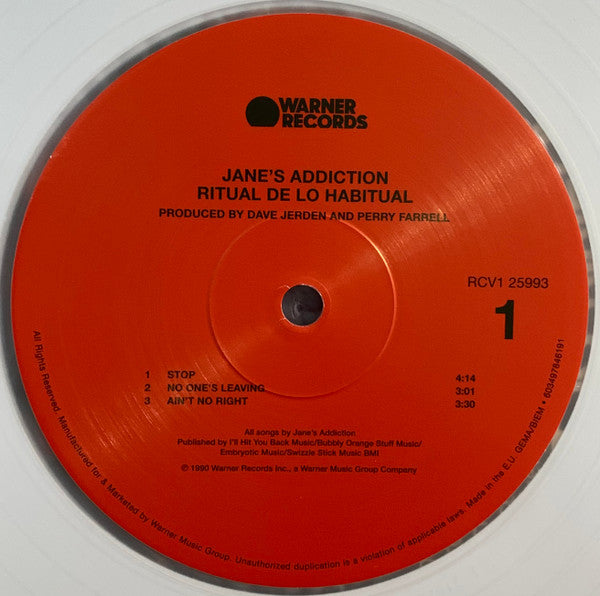 WARNER
RECORDS
JANE'S ADDICTION
RITUAL DE LO HABITUAL
PRODUCED BY DAVE JERDEN AND PERRY FARRELL
RCV1 25993
1
1 STOP 4:14
2 NO ONE'S LEAVING 3:01
3 AIN'T NO RIGHT 3:30
All songs by Jane's Addiction
Published by I'll Hit You Back Music/Bubbly Orange Stuff Music/
Embryotic Music/Swizzle Stick Music BMI
℗ © 1990 Warner Records Inc., a Warner Music Group Company
All Rights Reserved. Manufactured for & Marketed by Warner Music Group. Unauthorized duplication is a violation of applicable laws. Made in the E.U. GEMA/BIEM • 603497846191